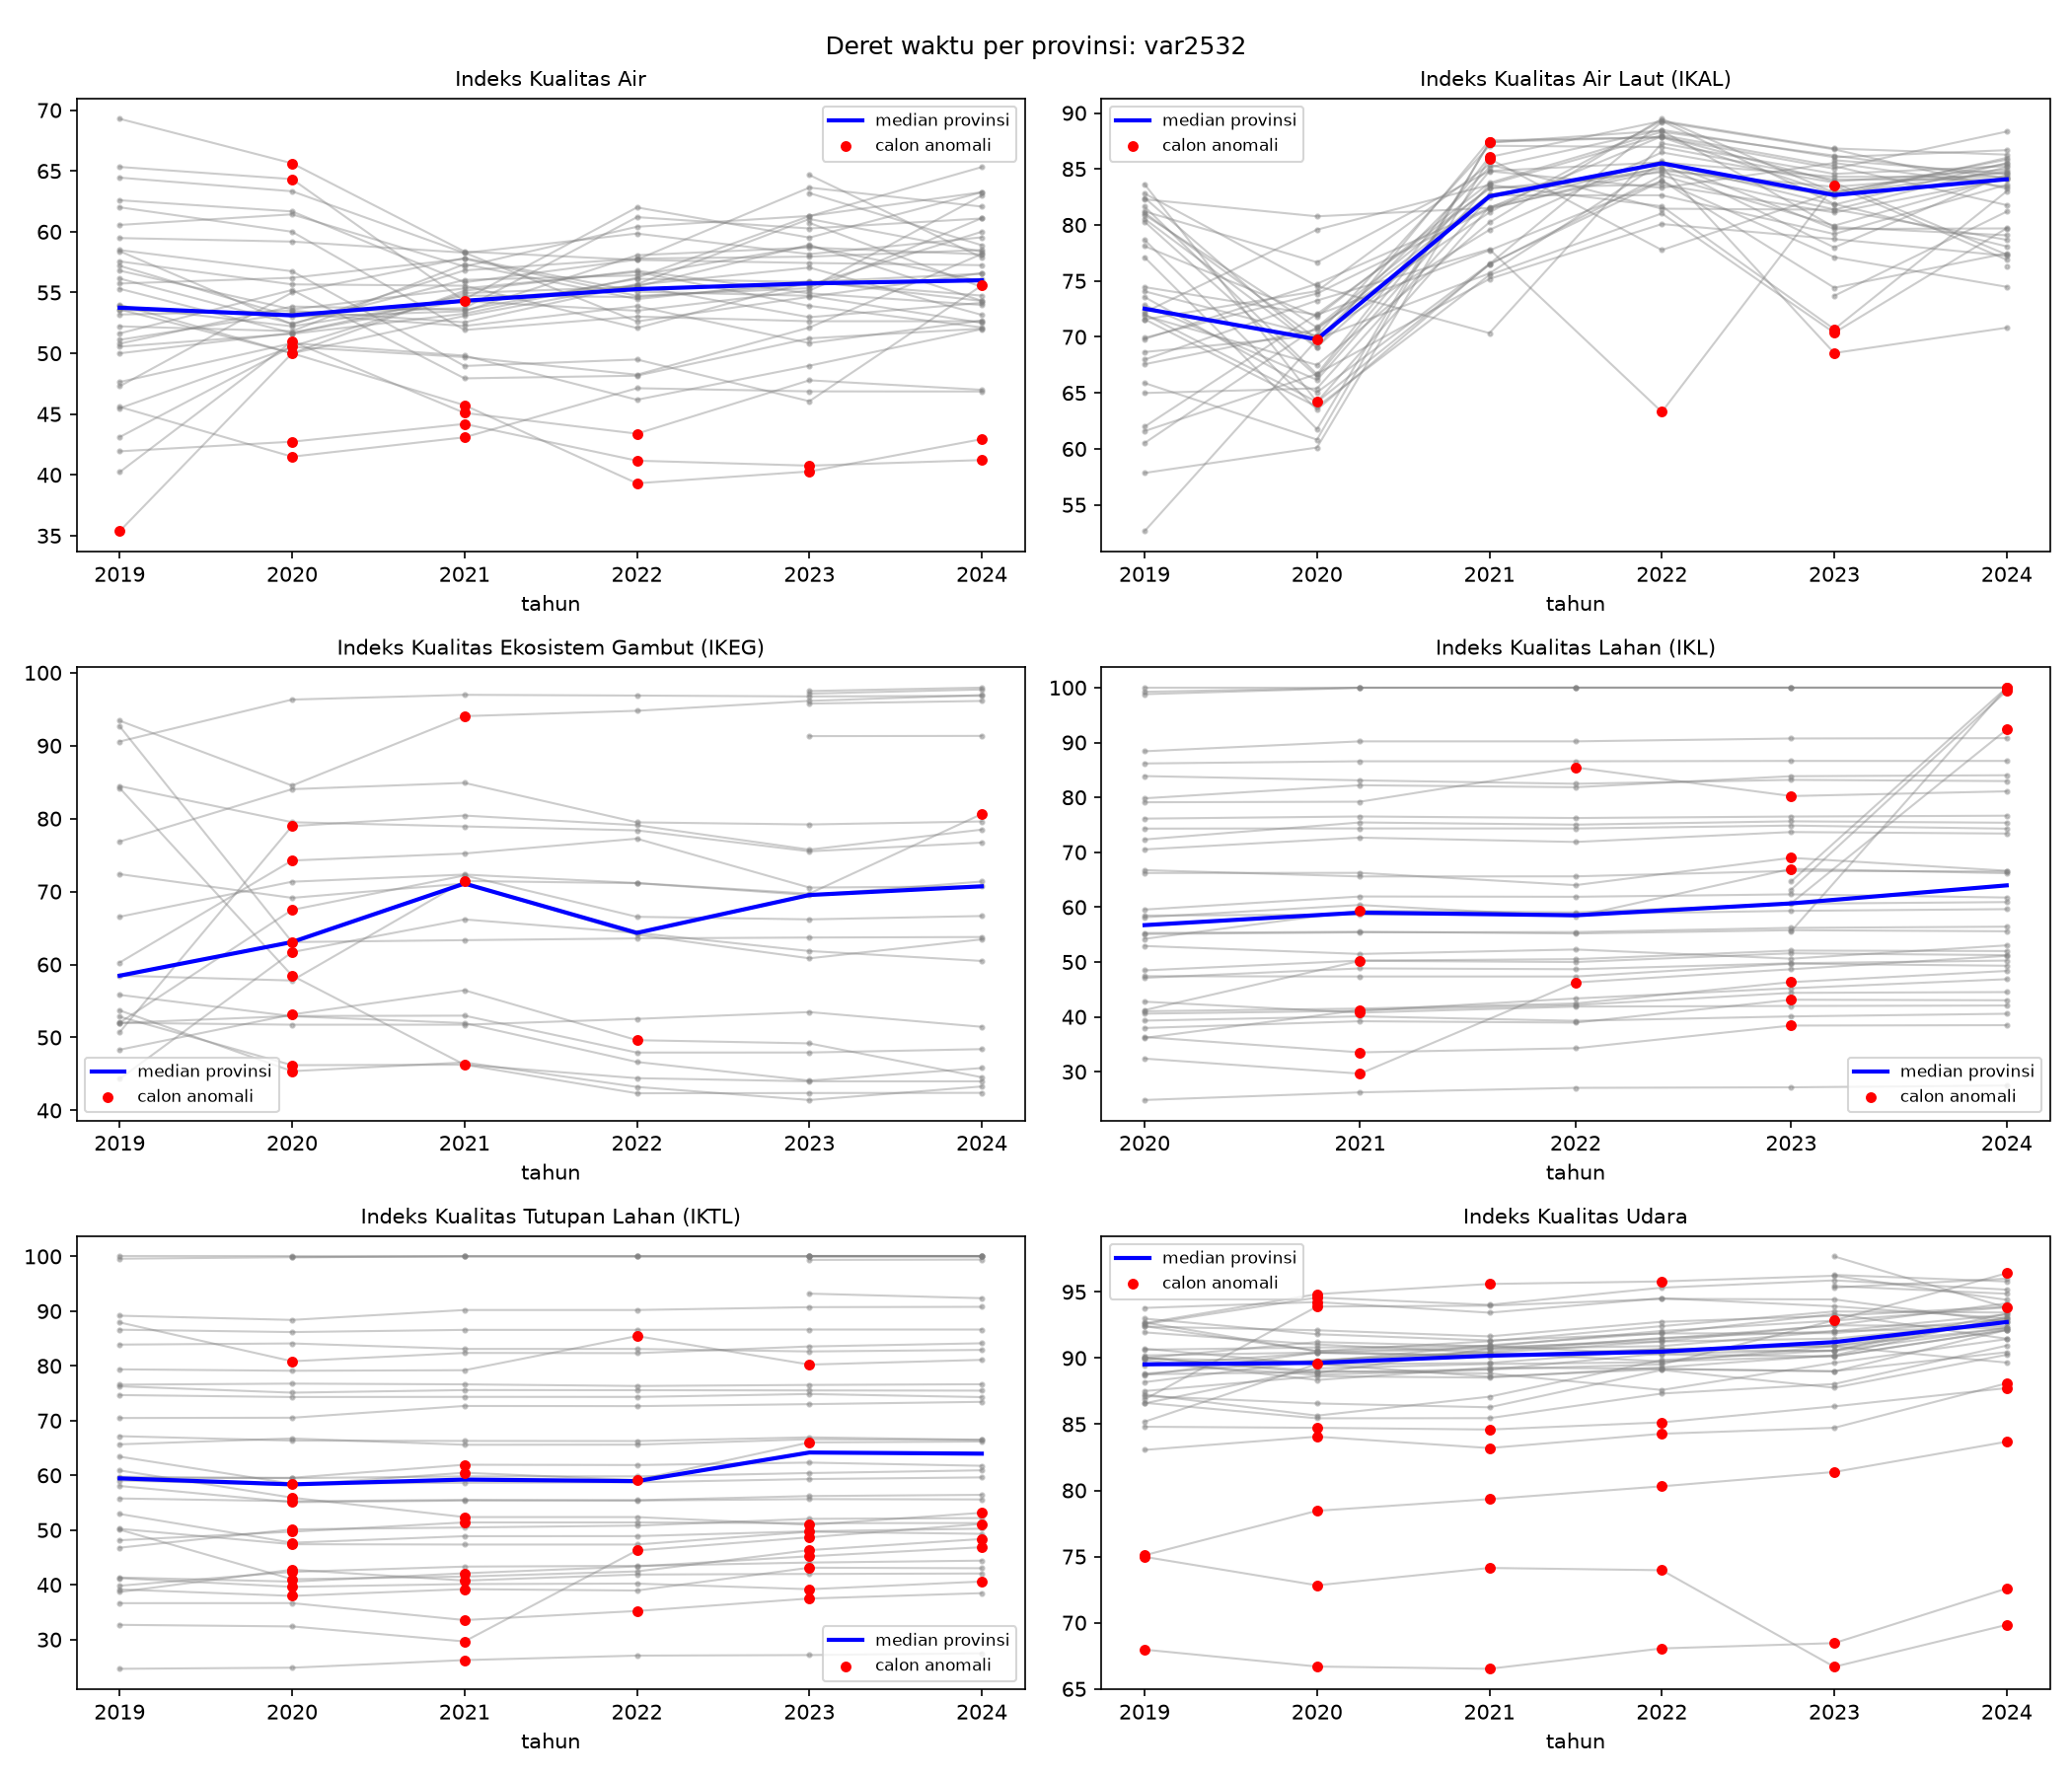 Deret waktu per provinsi: var2532
Indeks Kualitas Air
70
65
60
55
50
45
40
35
median provinsi
calon anomali
2019 2020 2021 2022 2023 2024
tahun
Indeks Kualitas Air Laut (IKAL)
90
85
80
75
70
65
60
55
median provinsi
calon anomali
2019 2020 2021 2022 2023 2024
tahun
Indeks Kualitas Ekosistem Gambut (IKEG)
100
90
80
70
60
50
40
median provinsi
calon anomali
2019 2020 2021 2022 2023 2024
tahun
Indeks Kualitas Lahan (IKL)
100
90
80
70
60
50
40
30
median provinsi
calon anomali
2020 2021 2022 2023 2024
tahun
Indeks Kualitas Tutupan Lahan (IKTL)
100
90
80
70
60
50
40
30
median provinsi
calon anomali
2019 2020 2021 2022 2023 2024
tahun
Indeks Kualitas Udara
95
90
85
80
75
70
65
median provinsi
calon anomali
2019 2020 2021 2022 2023 2024
tahun